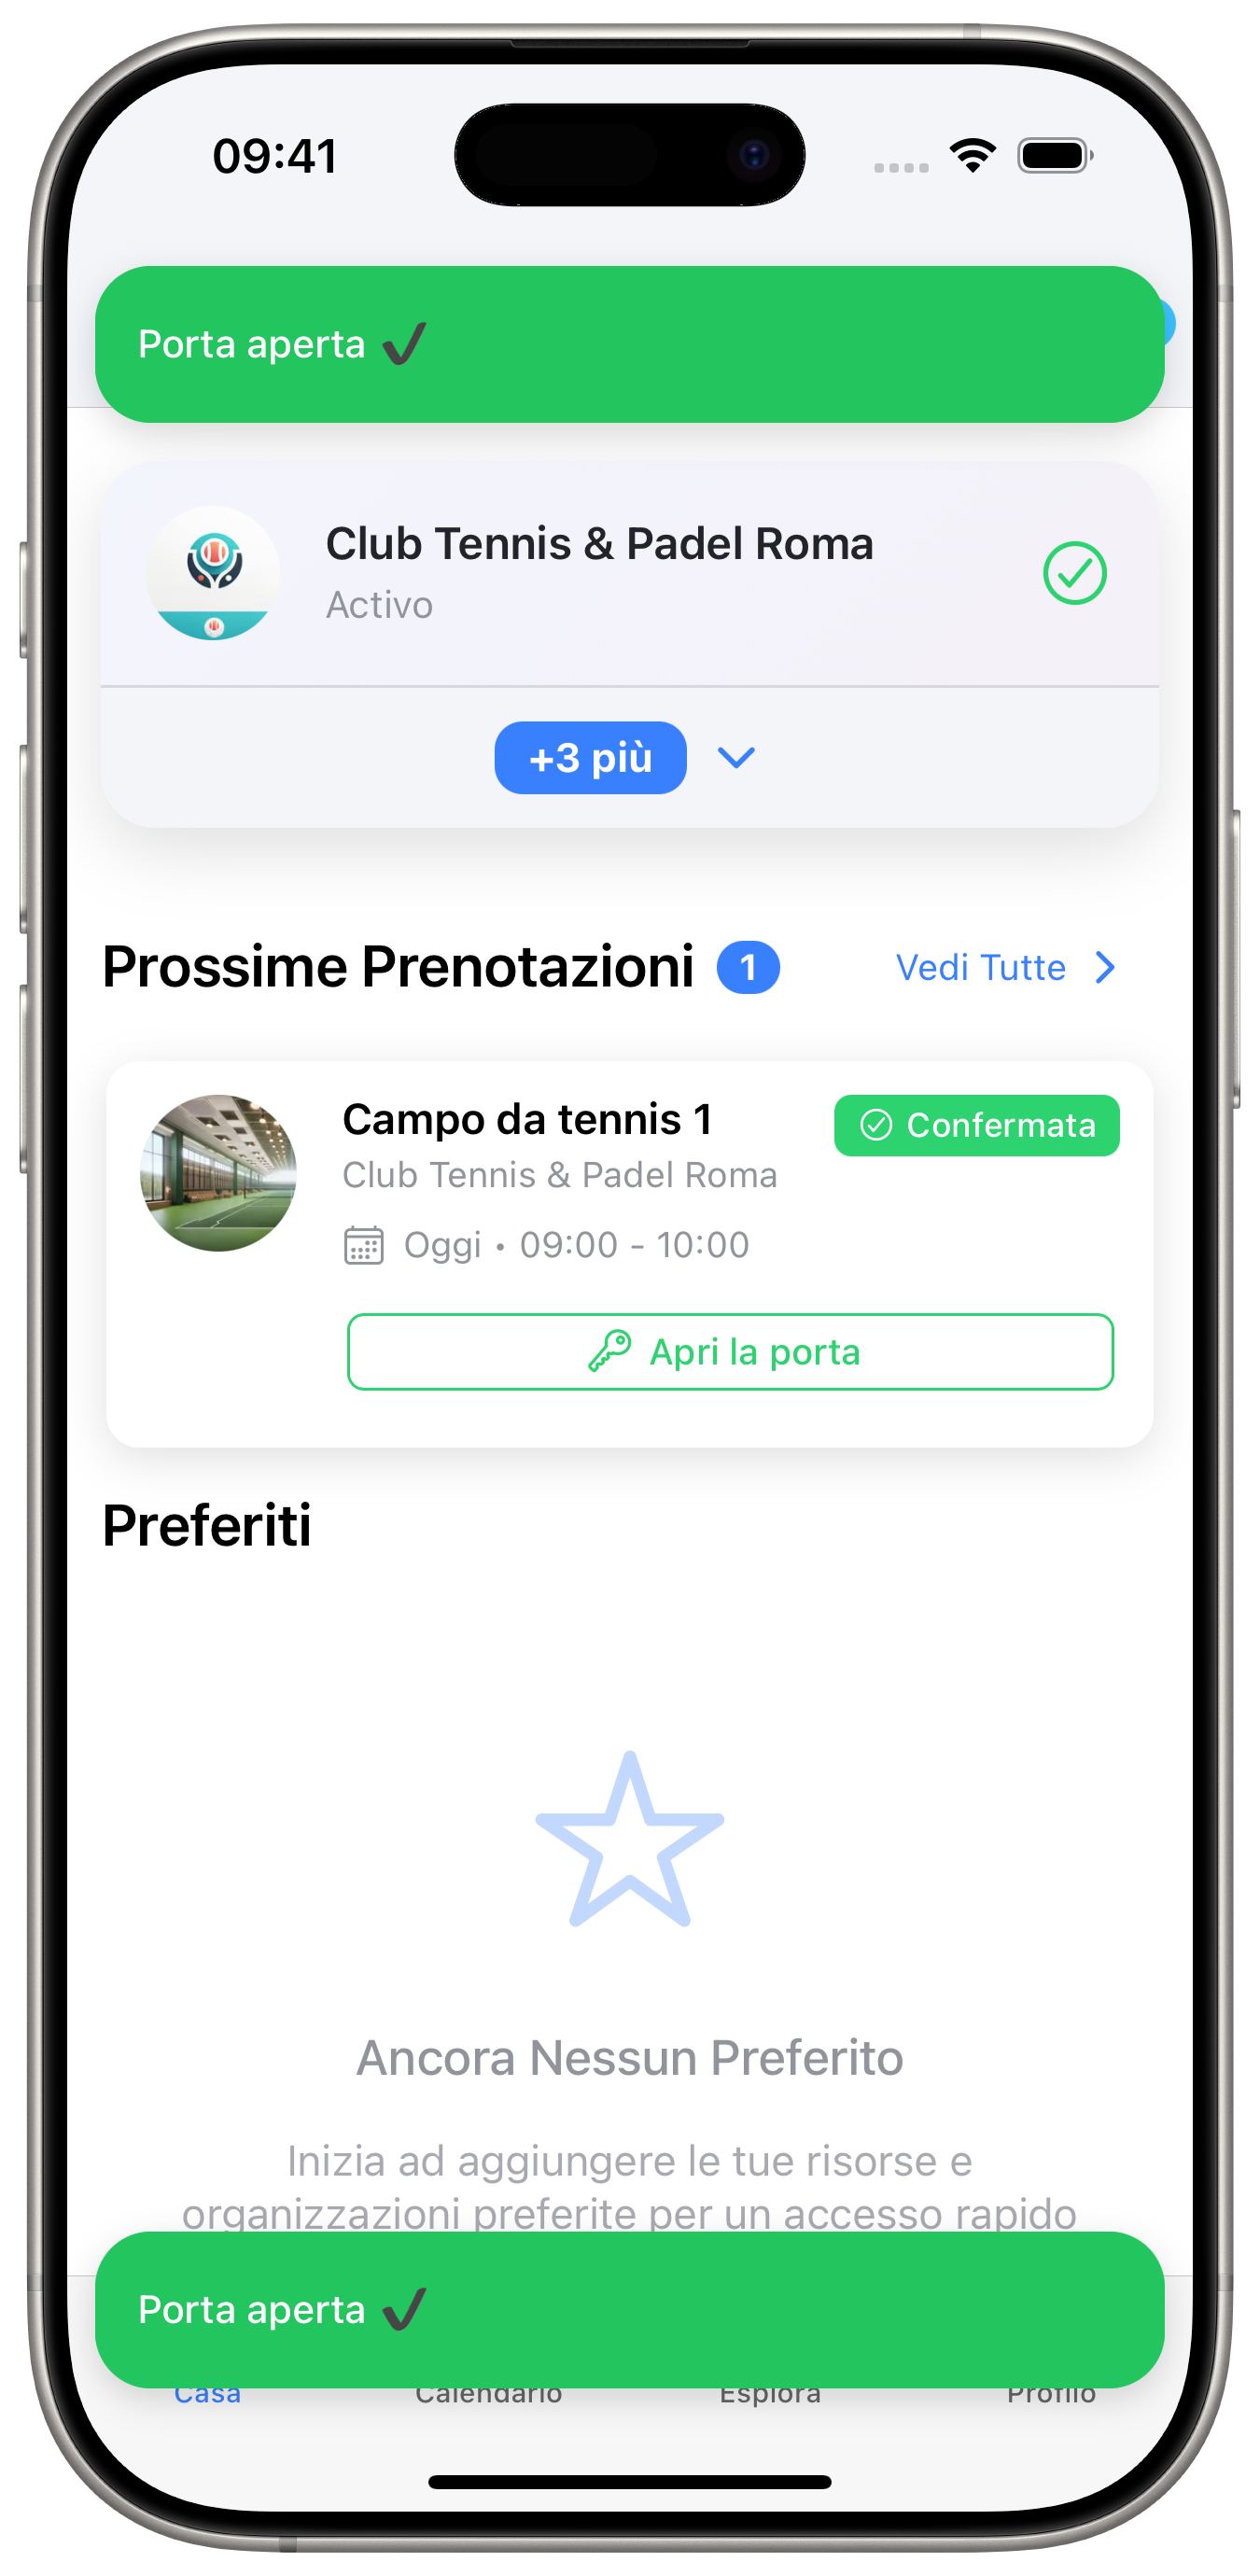 09:41
Porta aperta ✔
Club Tennis & Padel Roma
Activo
+3 più
Prossime Prenotazioni 1 Vedi Tutte
Campo da tennis 1
Confermata
Club Tennis & Padel Roma
Oggi • 09:00 - 10:00
Apri la porta
Preferiti
Ancora Nessun Preferito
Inizia ad aggiungere le tue risorse e
organizzazioni preferite per un accesso rapido
Porta aperta ✔
Casa Calendario Esplora Profilo